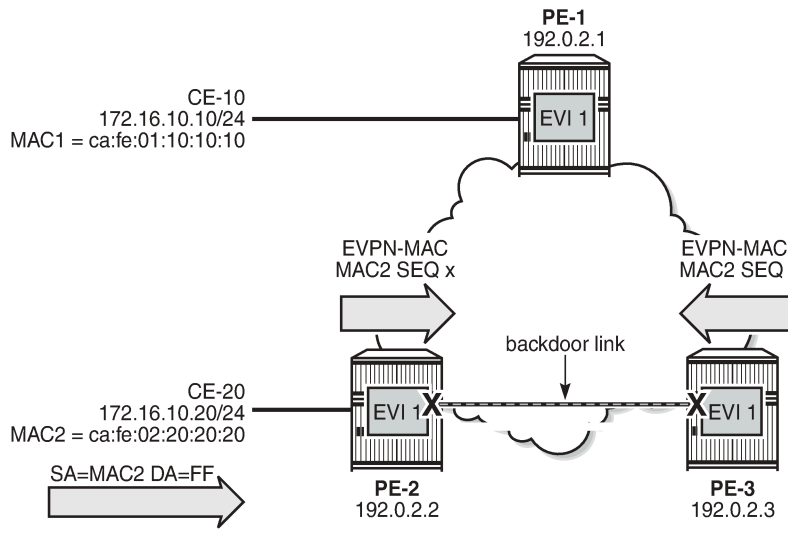 PE-1
192.0.2.1
CE-10
172.16.10.10/24
MAC1 = ca:fe:01:10:10:10
EVI 1
EVPN-MAC
MAC2 SEQ x
EVPN-MAC
MAC2 SEQ
backdoor link
CE-20
172.16.10.20/24
MAC2 = ca:fe:02:20:20:20
EVI 1
X
X
EVI 1
SA=MAC2 DA=FF
PE-2
192.0.2.2
PE-3
192.0.2.3